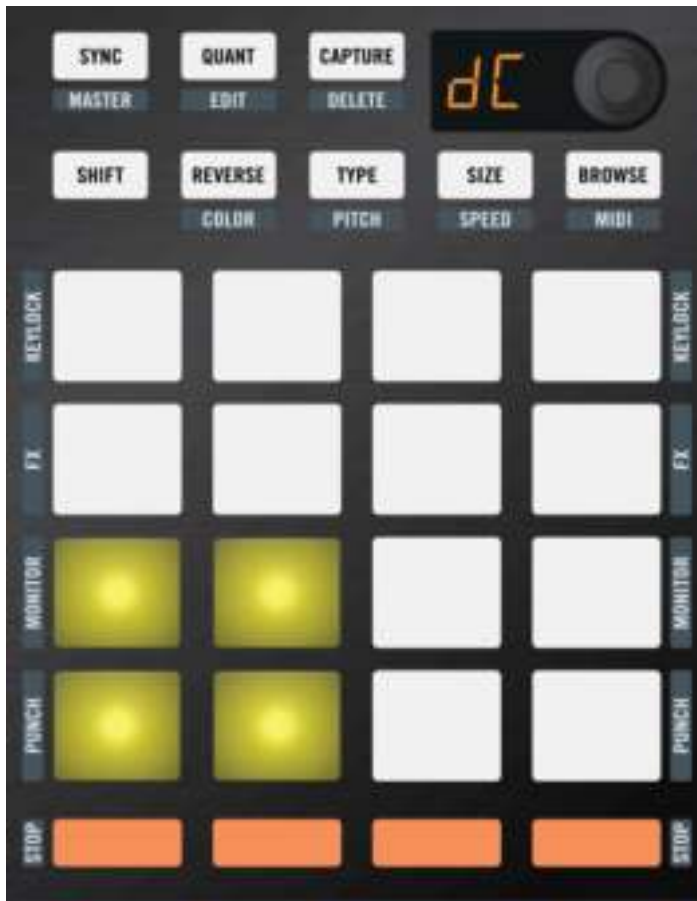 SYNC QUANT CAPTURE
MASTER EDIT DELETE
dC
SHIFT REVERSE TYPE SIZE BROWSE
COLOR PITCH SPEED MIDI
KEYLOCK KEYLOCK
FX FX
MONITOR MONITOR
PUNCH PUNCH
STOP STOP